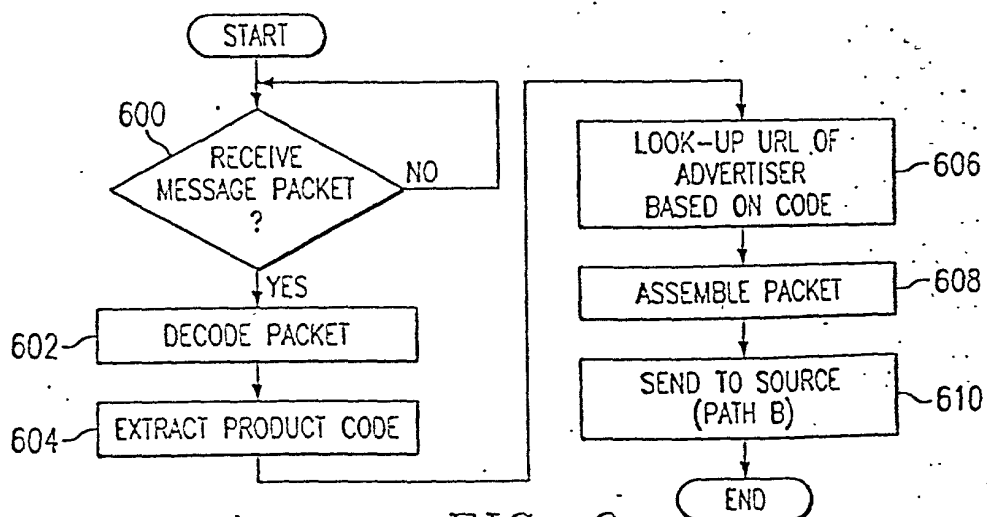 START
600
RECEIVE
MESSAGE PACKET
?
NO
YES
602
DECODE PACKET
604
EXTRACT PRODUCT CODE
LOOK-UP URL OF
ADVERTISER
BASED ON CODE
606
ASSEMBLE PACKET
608
SEND TO SOURCE
(PATH B)
610
END
FIG.